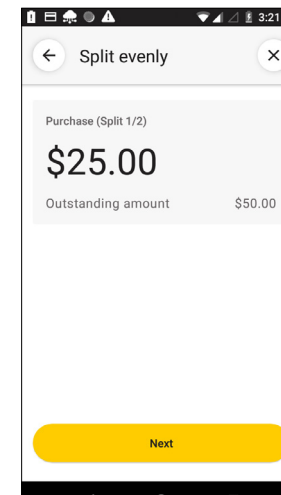 3:21
Split evenly
Purchase (Split 1/2)
$25.00
Outstanding amount $50.00
Next